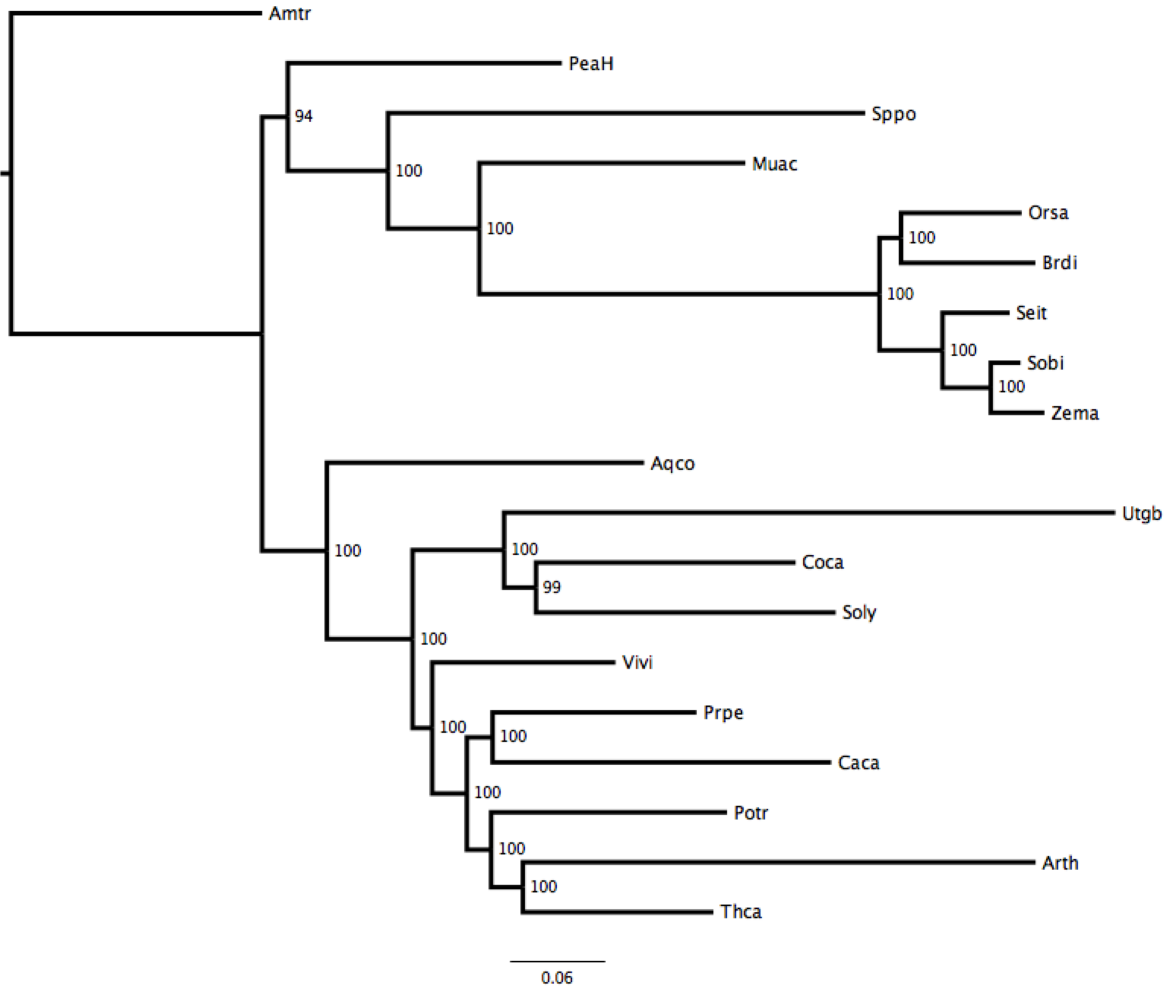 Amtr
PeaH
94
Sppo
100
Muac
100
Orsa
100
Brdi
100
Seit
100
Sobi
100
Zema
Aqco
Utgb
100
100
Coca
99
Soly
100
Vivi
Prpe
100
100
Caca
100
Potr
100
Arth
100
Thca
0.06